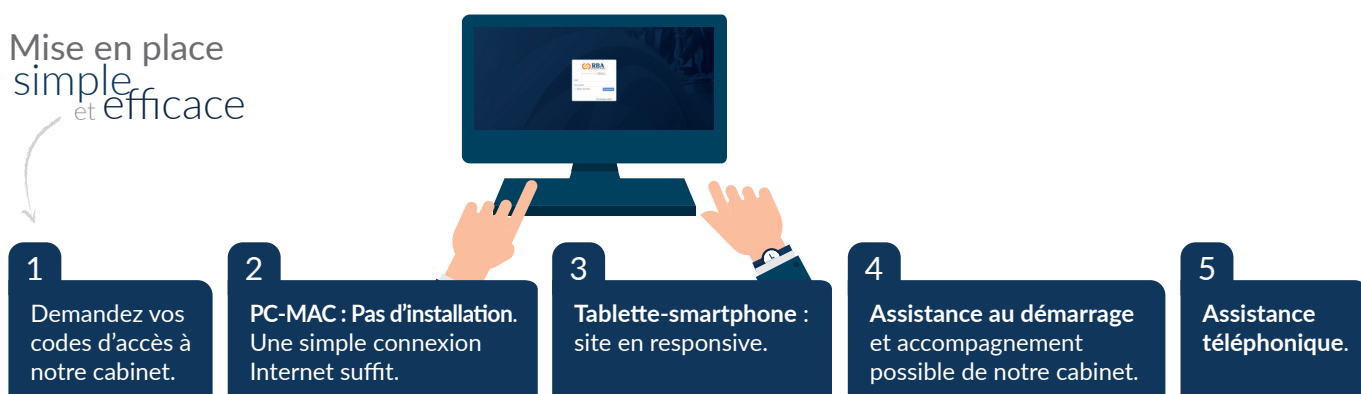 Mise en place
simple
et efficace
RBA
1
Demandez vos
codes d'accès à
notre cabinet.
2
PC-MAC : Pas d'installation.
Une simple connexion
Internet suffit.
3
Tablette-smartphone :
site en responsive.
4
Assistance au démarrage
et accompagnement
possible de notre cabinet.
5
Assistance
téléphonique.